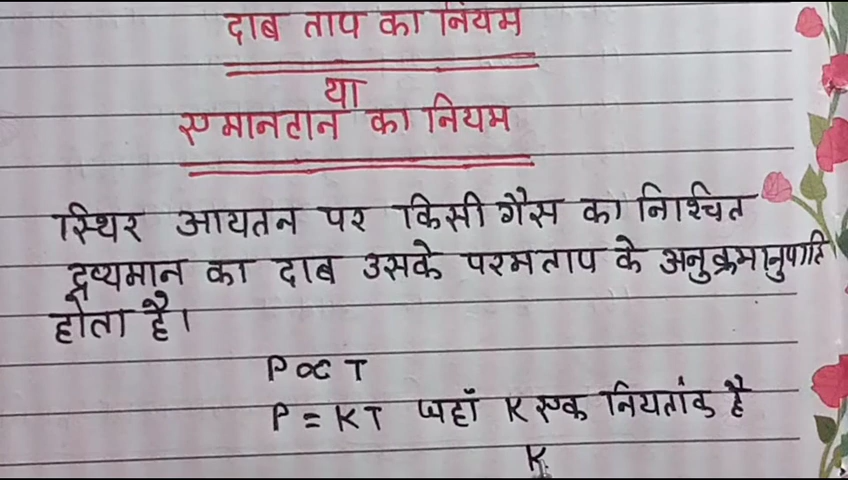 दाब ताप का नियम
या
एमानटान का नियम
स्थिर आयतन पर किसी गैस का निश्चित
द्रव्यमान का दाब उसके परमताप के अनुक्रमानुपाति
होता है।
P ∝ T
P = KT जहाँ K एक नियतांक है
K